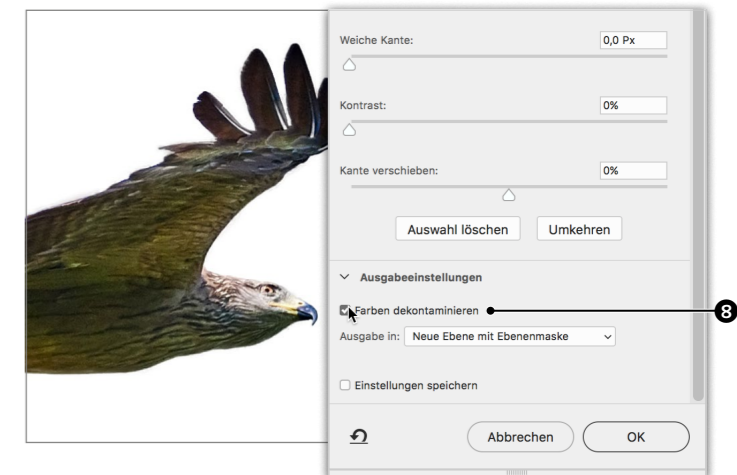 Weiche Kante: 0,0 Px
Kontrast: 0%
Kante verschieben: 0%
Auswahl löschen Umkehren
Ausgabeeinstellungen
Farben dekontaminieren 8
Ausgabe in: Neue Ebene mit Ebenenmaske
Einstellungen speichern
Abbrechen OK